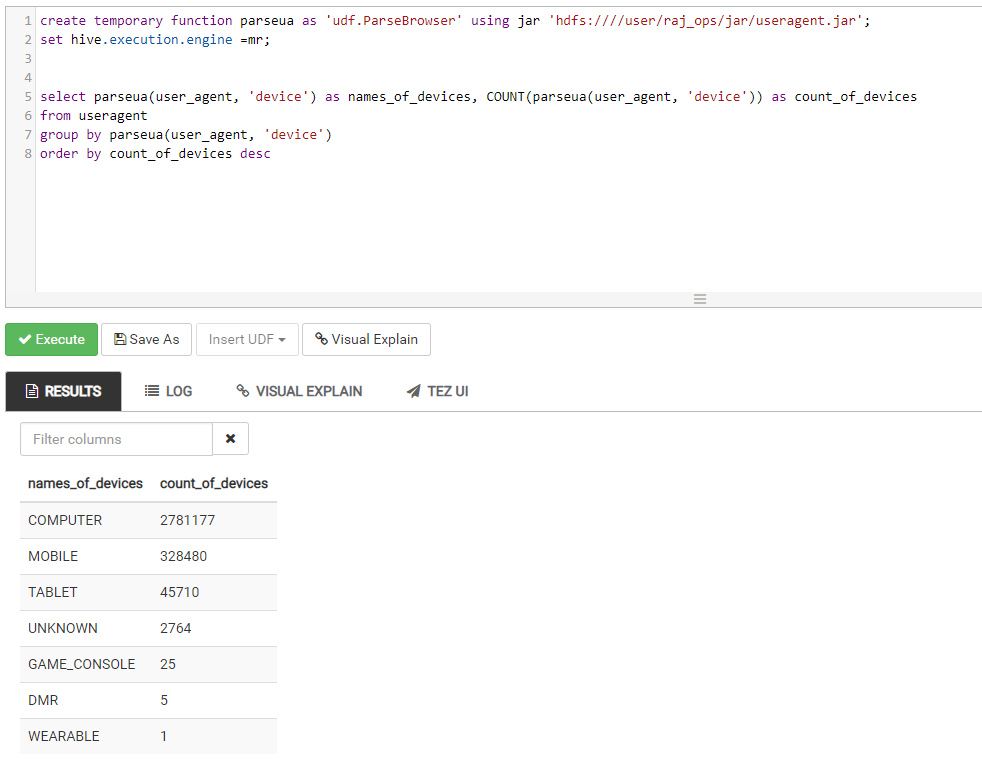 1 create temporary function parseua as 'udf.ParseBrowser' using jar 'hdfs:////user/raj_ops/jar/useragent.jar';
2 set hive.execution.engine =mr;
3
4
5 select parseua(user_agent, 'device') as names_of_devices, COUNT(parseua(user_agent, 'device')) as count_of_devices
6 from useragent
7 group by parseua(user_agent, 'device')
8 order by count_of_devices desc
Execute Save As Insert UDF Visual Explain
RESULTS LOG VISUAL EXPLAIN TEZ UI
Filter columns
names_of_devices count_of_devices
COMPUTER 2781177
MOBILE 328480
TABLET 45710
UNKNOWN 2764
GAME_CONSOLE 25
DMR 5
WEARABLE 1